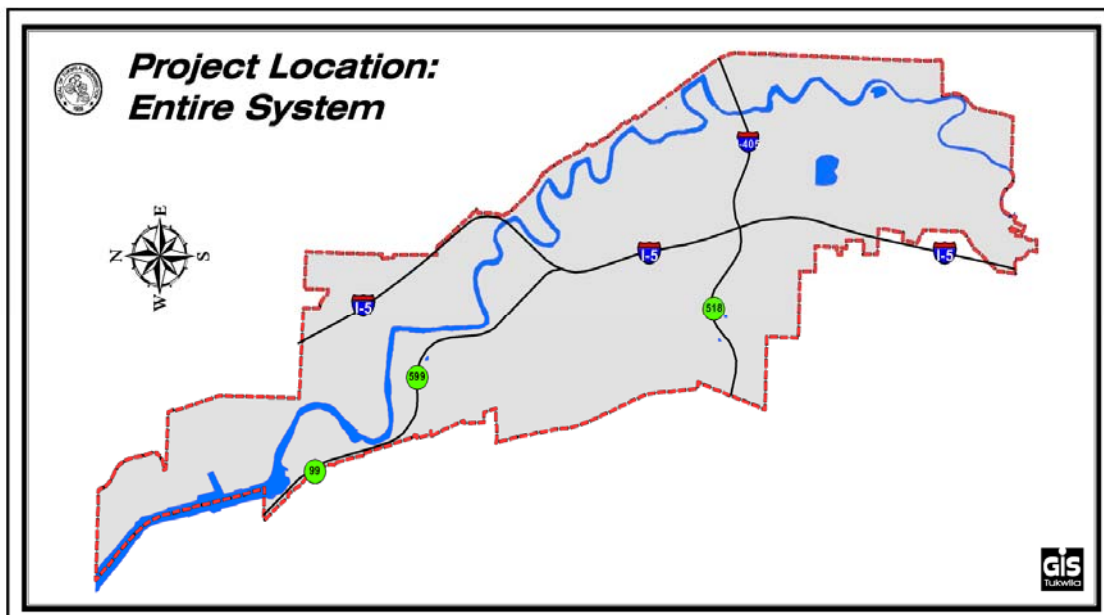 Project Location:
Entire System
E
N
S
W
I-405
I-5
I-5
I-5
518
599
99
GIS
Tukwila